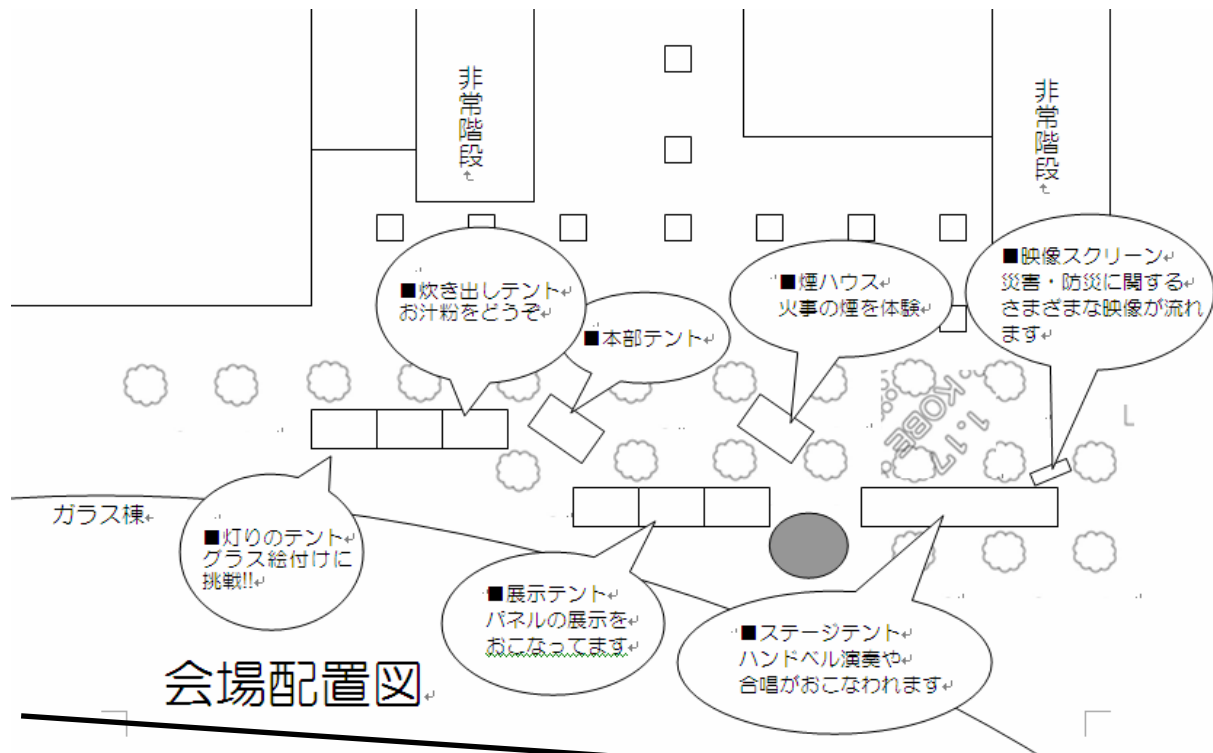 非常階段
非常階段
■炊き出しテント
お汁粉をどうぞ
■本部テント
■煙ハウス
火事の煙を体験
■映像スクリーン
災害・防災に関する
さまざまな映像が流れ
ます
1.17
KOBE
L
ガラス棟
■灯りのテント
グラス絵付けに
挑戦!!
■展示テント
パネルの展示を
おこなってます
■ステージテント
ハンドベル演奏や
合唱がおこなわれます
会場配置図